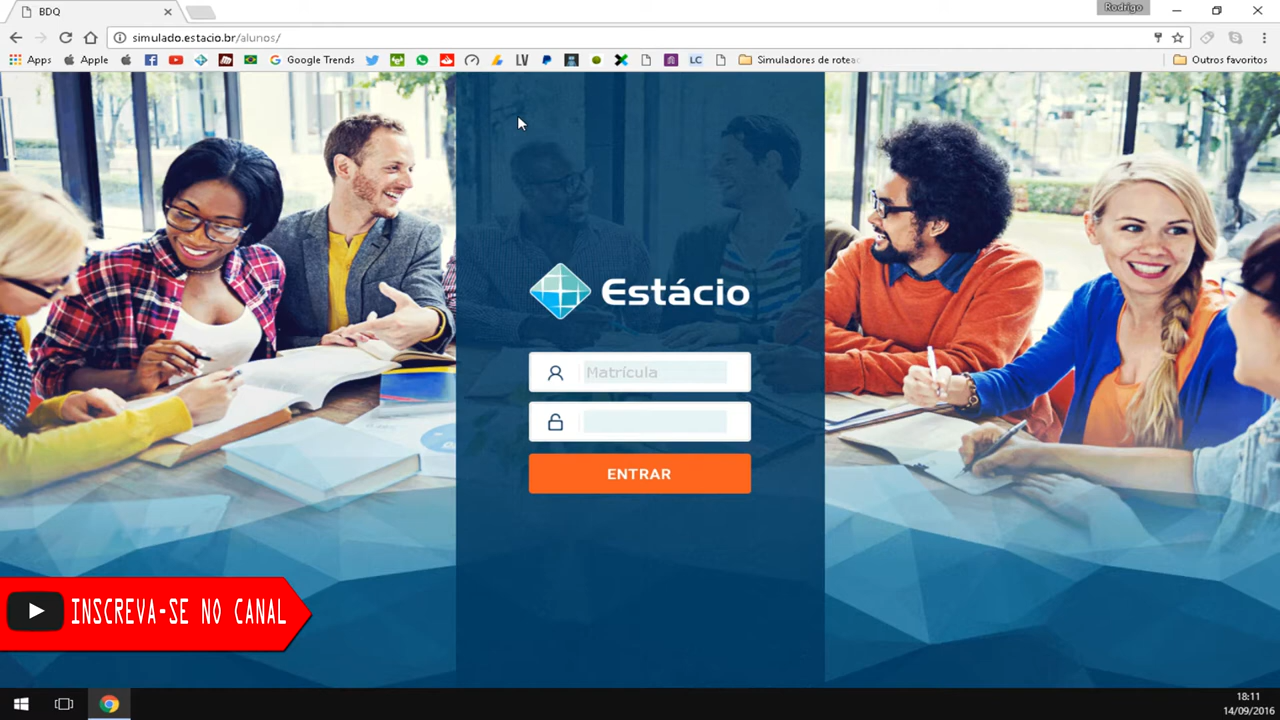 BDQ
Rodrigo
simulado.estacio.br/alunos/
Apps
Apple
Google Trends
LV
LC
Simuladores de rotea
Outros favoritos
Estácio
Matrícula
ENTRAR
INSCREVA-SE NO CANAL
18:11
14/09/2016